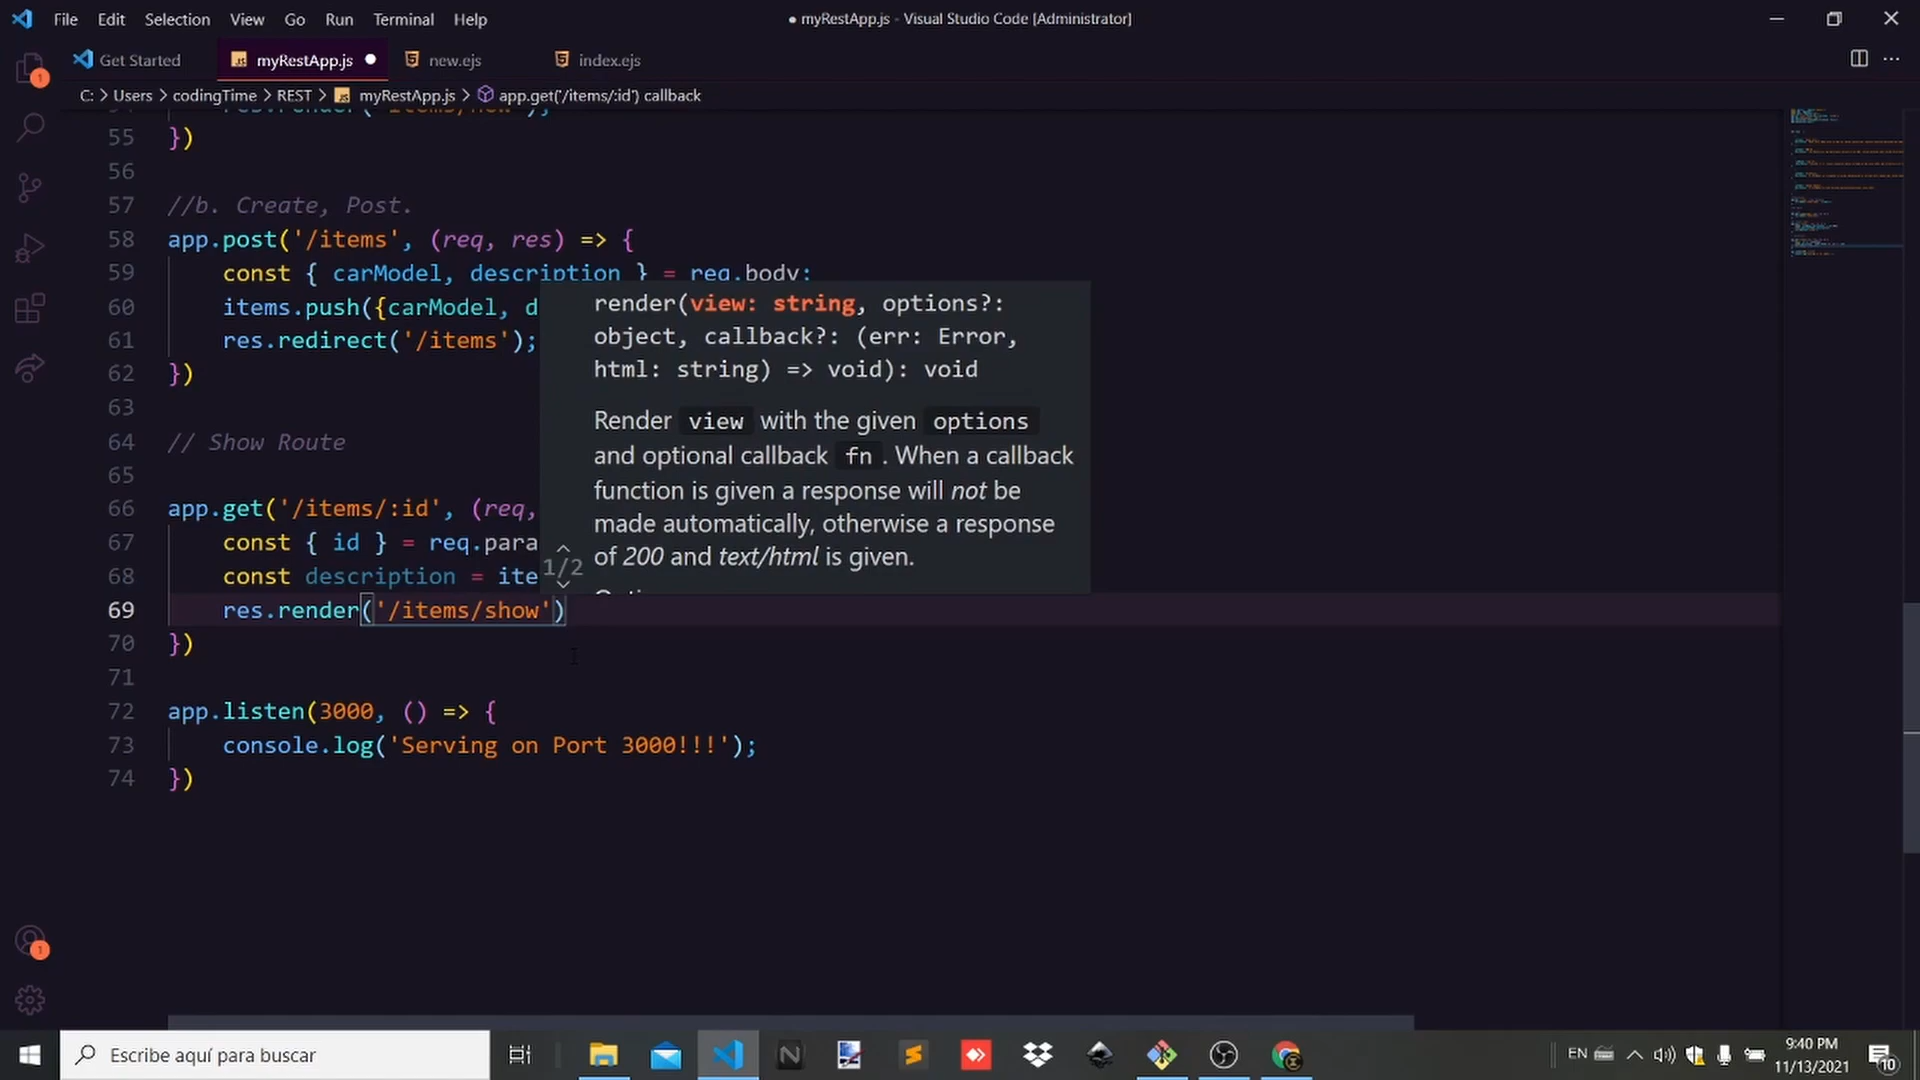 File Edit Selection View Go Run Terminal Help
● myRestApp.js - Visual Studio Code [Administrator]
Get Started
myRestApp.js ●
new.ejs
index.ejs
C: > Users > codingTime > REST > myRestApp.js > app.get('/items/:id') callback
55 })
56
57 //b. Create, Post.
58 app.post('/items', (req, res) => {
59 const { carModel, description } = req.body;
60 items.push({carModel, d
61 res.redirect('/items');
62 })
63
64 // Show Route
65
66 app.get('/items/:id', (req,
67 const { id } = req.para
68 const description = ite
69 res.render('/items/show')
70 })
71
72 app.listen(3000, () => {
73 console.log('Serving on Port 3000!!!');
74 })
render(view: string, options?:
object, callback?: (err: Error,
html: string) => void): void
Render view with the given options
and optional callback fn . When a callback
function is given a response will not be
made automatically, otherwise a response
of 200 and text/html is given.
1/2
1
1
Escribe aquí para buscar
EN
9:40 PM
11/13/2021
10